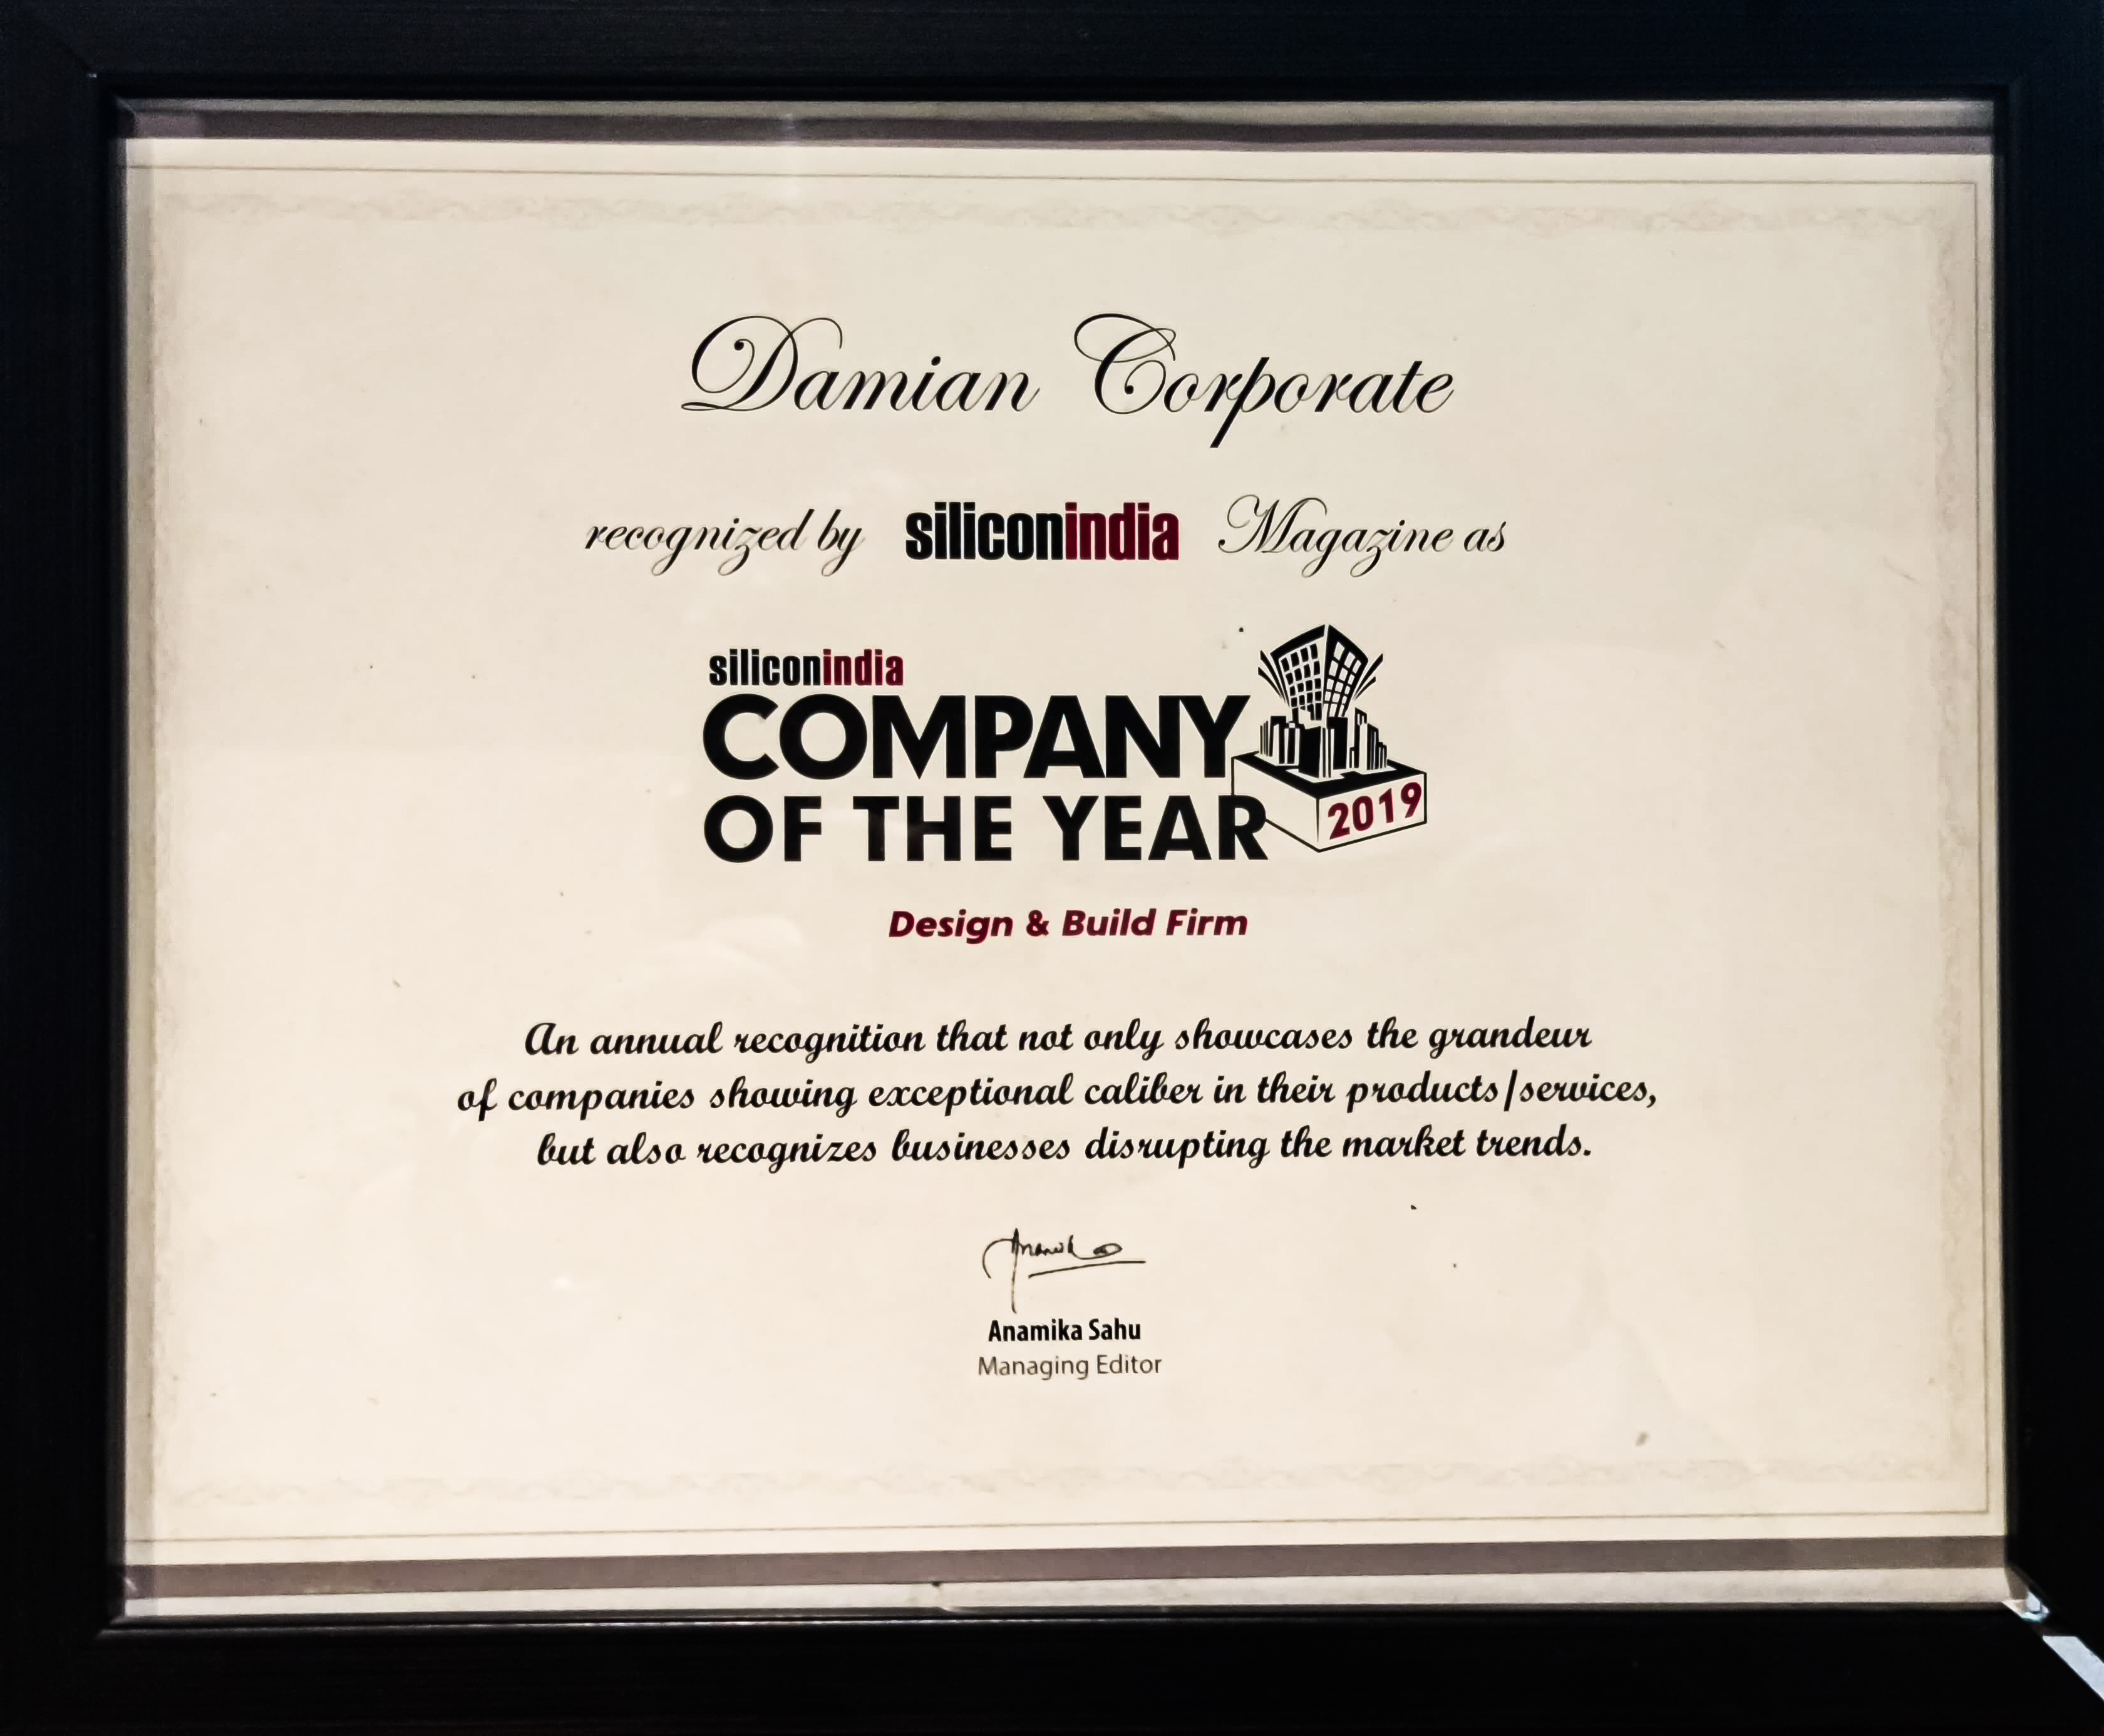 Damian Corporate
recognized by siliconindia Magazine as
siliconindia
COMPANY
OF THE YEAR
2019
Design & Build Firm
An annual recognition that not only showcases the grandeur
of companies showing exceptional caliber in their products/services,
but also recognizes businesses disrupting the market trends.
Anamika Sahu
Managing Editor